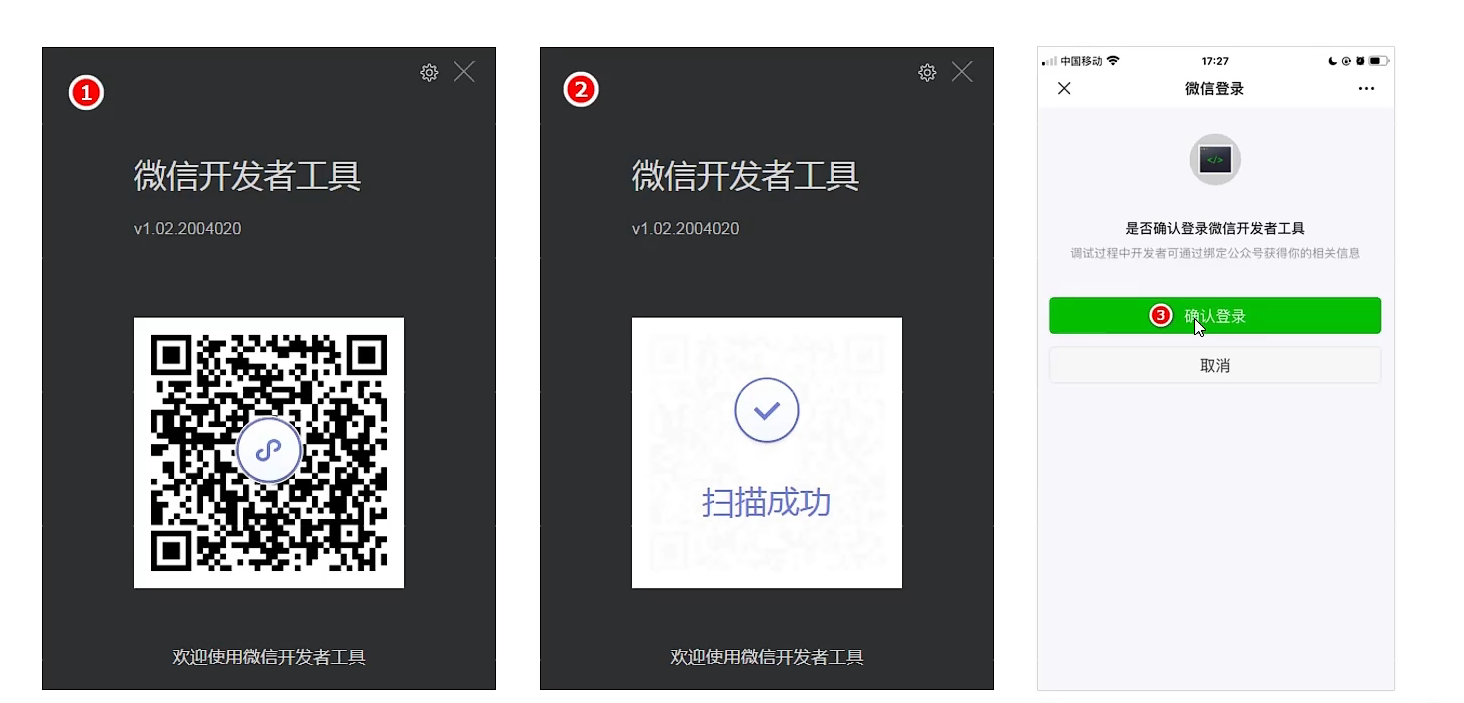 1
微信开发者工具
v1.02.2004020
欢迎使用微信开发者工具
2
微信开发者工具
v1.02.2004020
扫描成功
欢迎使用微信开发者工具
中国移动 17:27
微信登录
</>
是否确认登录微信开发者工具
调试过程中开发者可通过绑定公众号获得你的相关信息
3 确认登录
取消